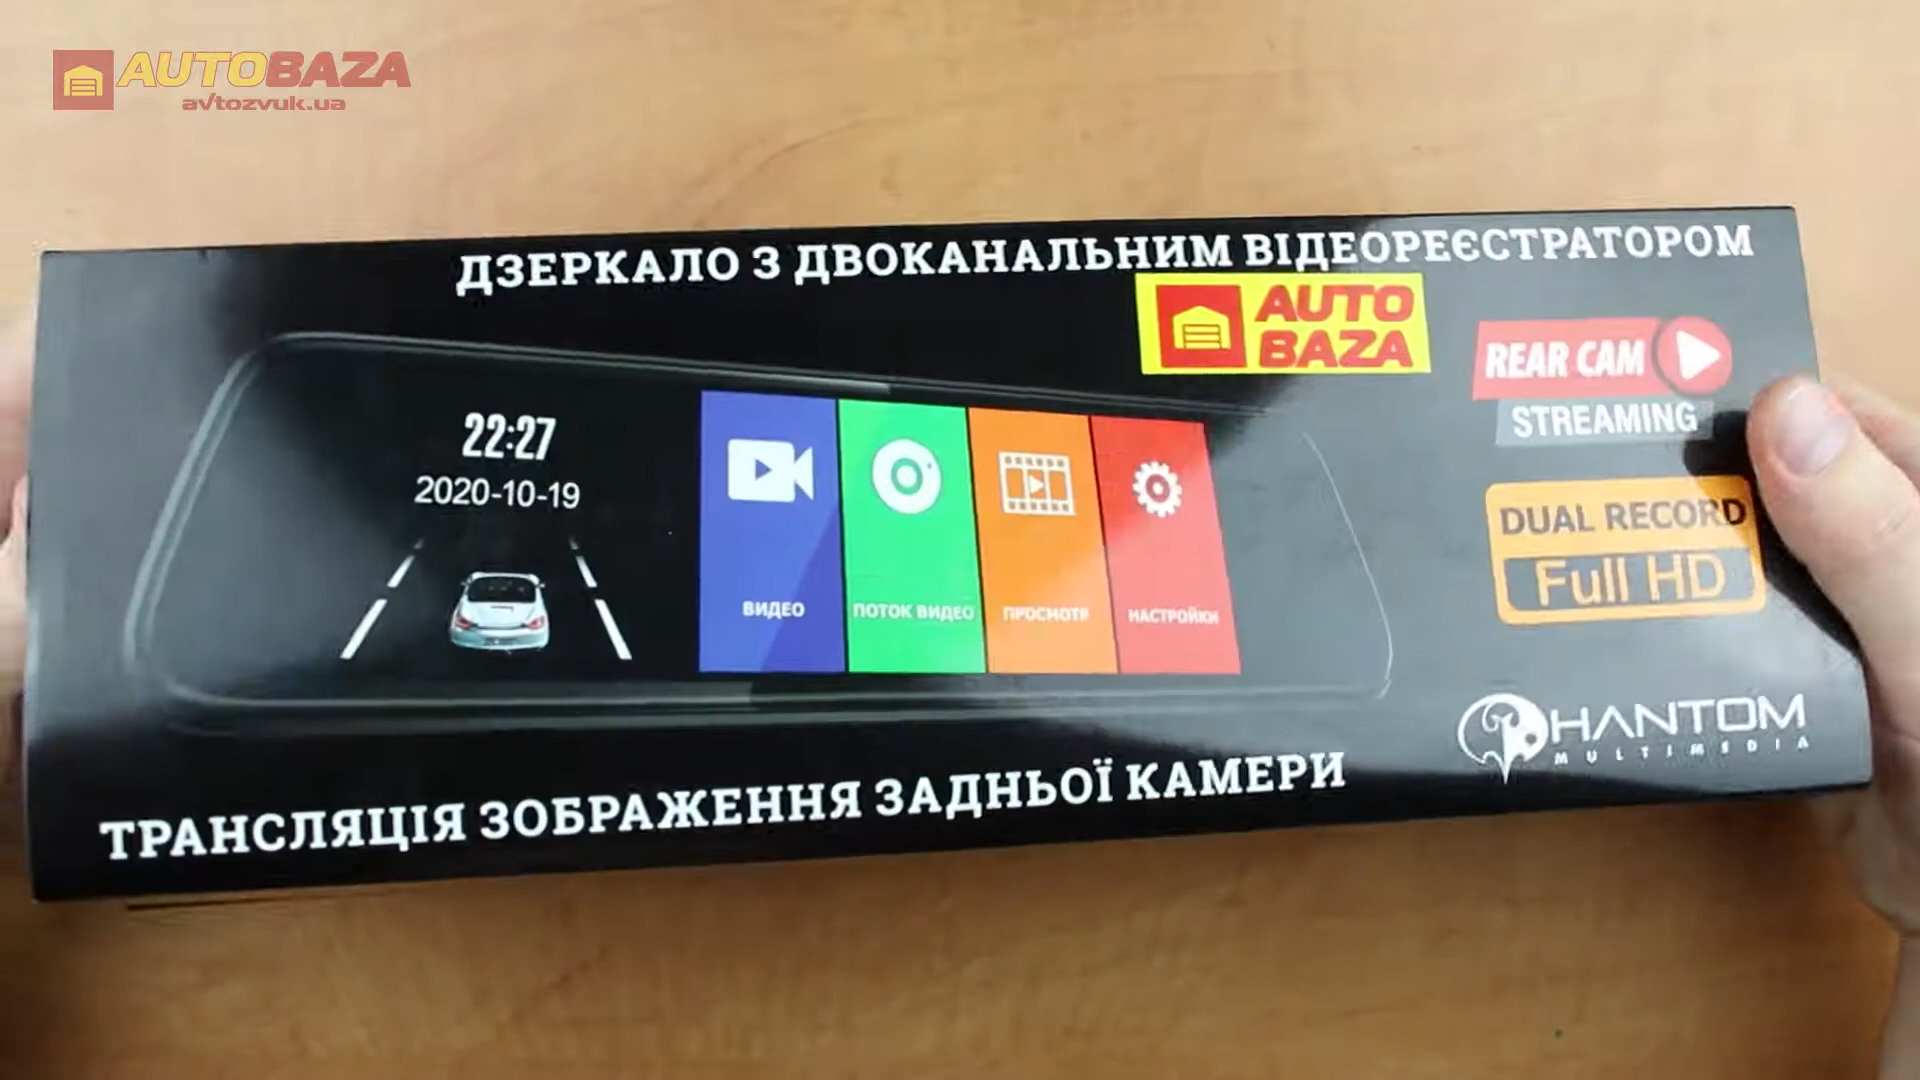 AUTOBAZA
avtozvuk.ua
ДЗЕРКАЛО З ДВОКАНАЛЬНИМ ВІДЕОРЕЄСТРАТОРОМ
AUTO
BAZA
REAR CAM
STREAMING
22:27
2020-10-19
DUAL RECORD
Full HD
ВИДЕО
ПОТОК ВИДЕО
ПРОСМОТР
НАСТРОЙКИ
PHANTOM
MULTIMEDIA
ТРАНСЛЯЦІЯ ЗОБРАЖЕННЯ ЗАДНЬОЇ КАМЕРИ